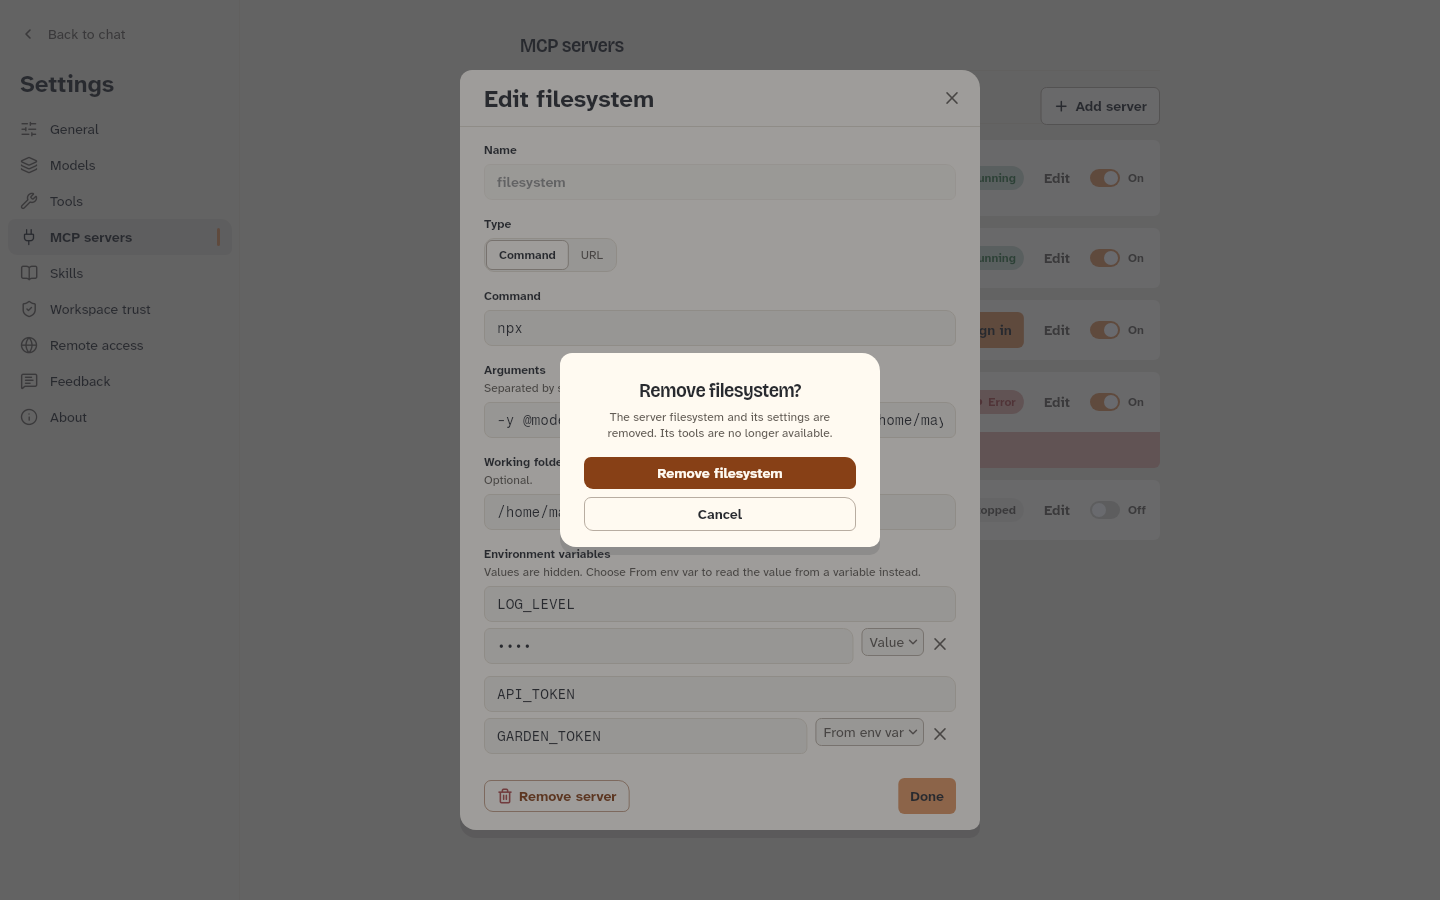 Back to chat
Settings
General
Models
Tools
MCP servers
Skills
Workspace trust
Remote access
Feedback
About
MCP servers
Add server
Edit
On
Edit
On
Edit
On
Error
Edit
On
Edit
Off
Edit filesystem
Name
filesystem
Type
Command
URL
Command
npx
Arguments
Separated by
-y
Optional.
Environment variables
Values are hidden. Choose From env var to read the value from a variable instead.
LOG_LEVEL
••••
Value
API_TOKEN
GARDEN_TOKEN
From env var
Remove server
Done
Remove filesystem?
The server filesystem and its settings are
removed. Its tools are no longer available.
Remove filesystem
Cancel